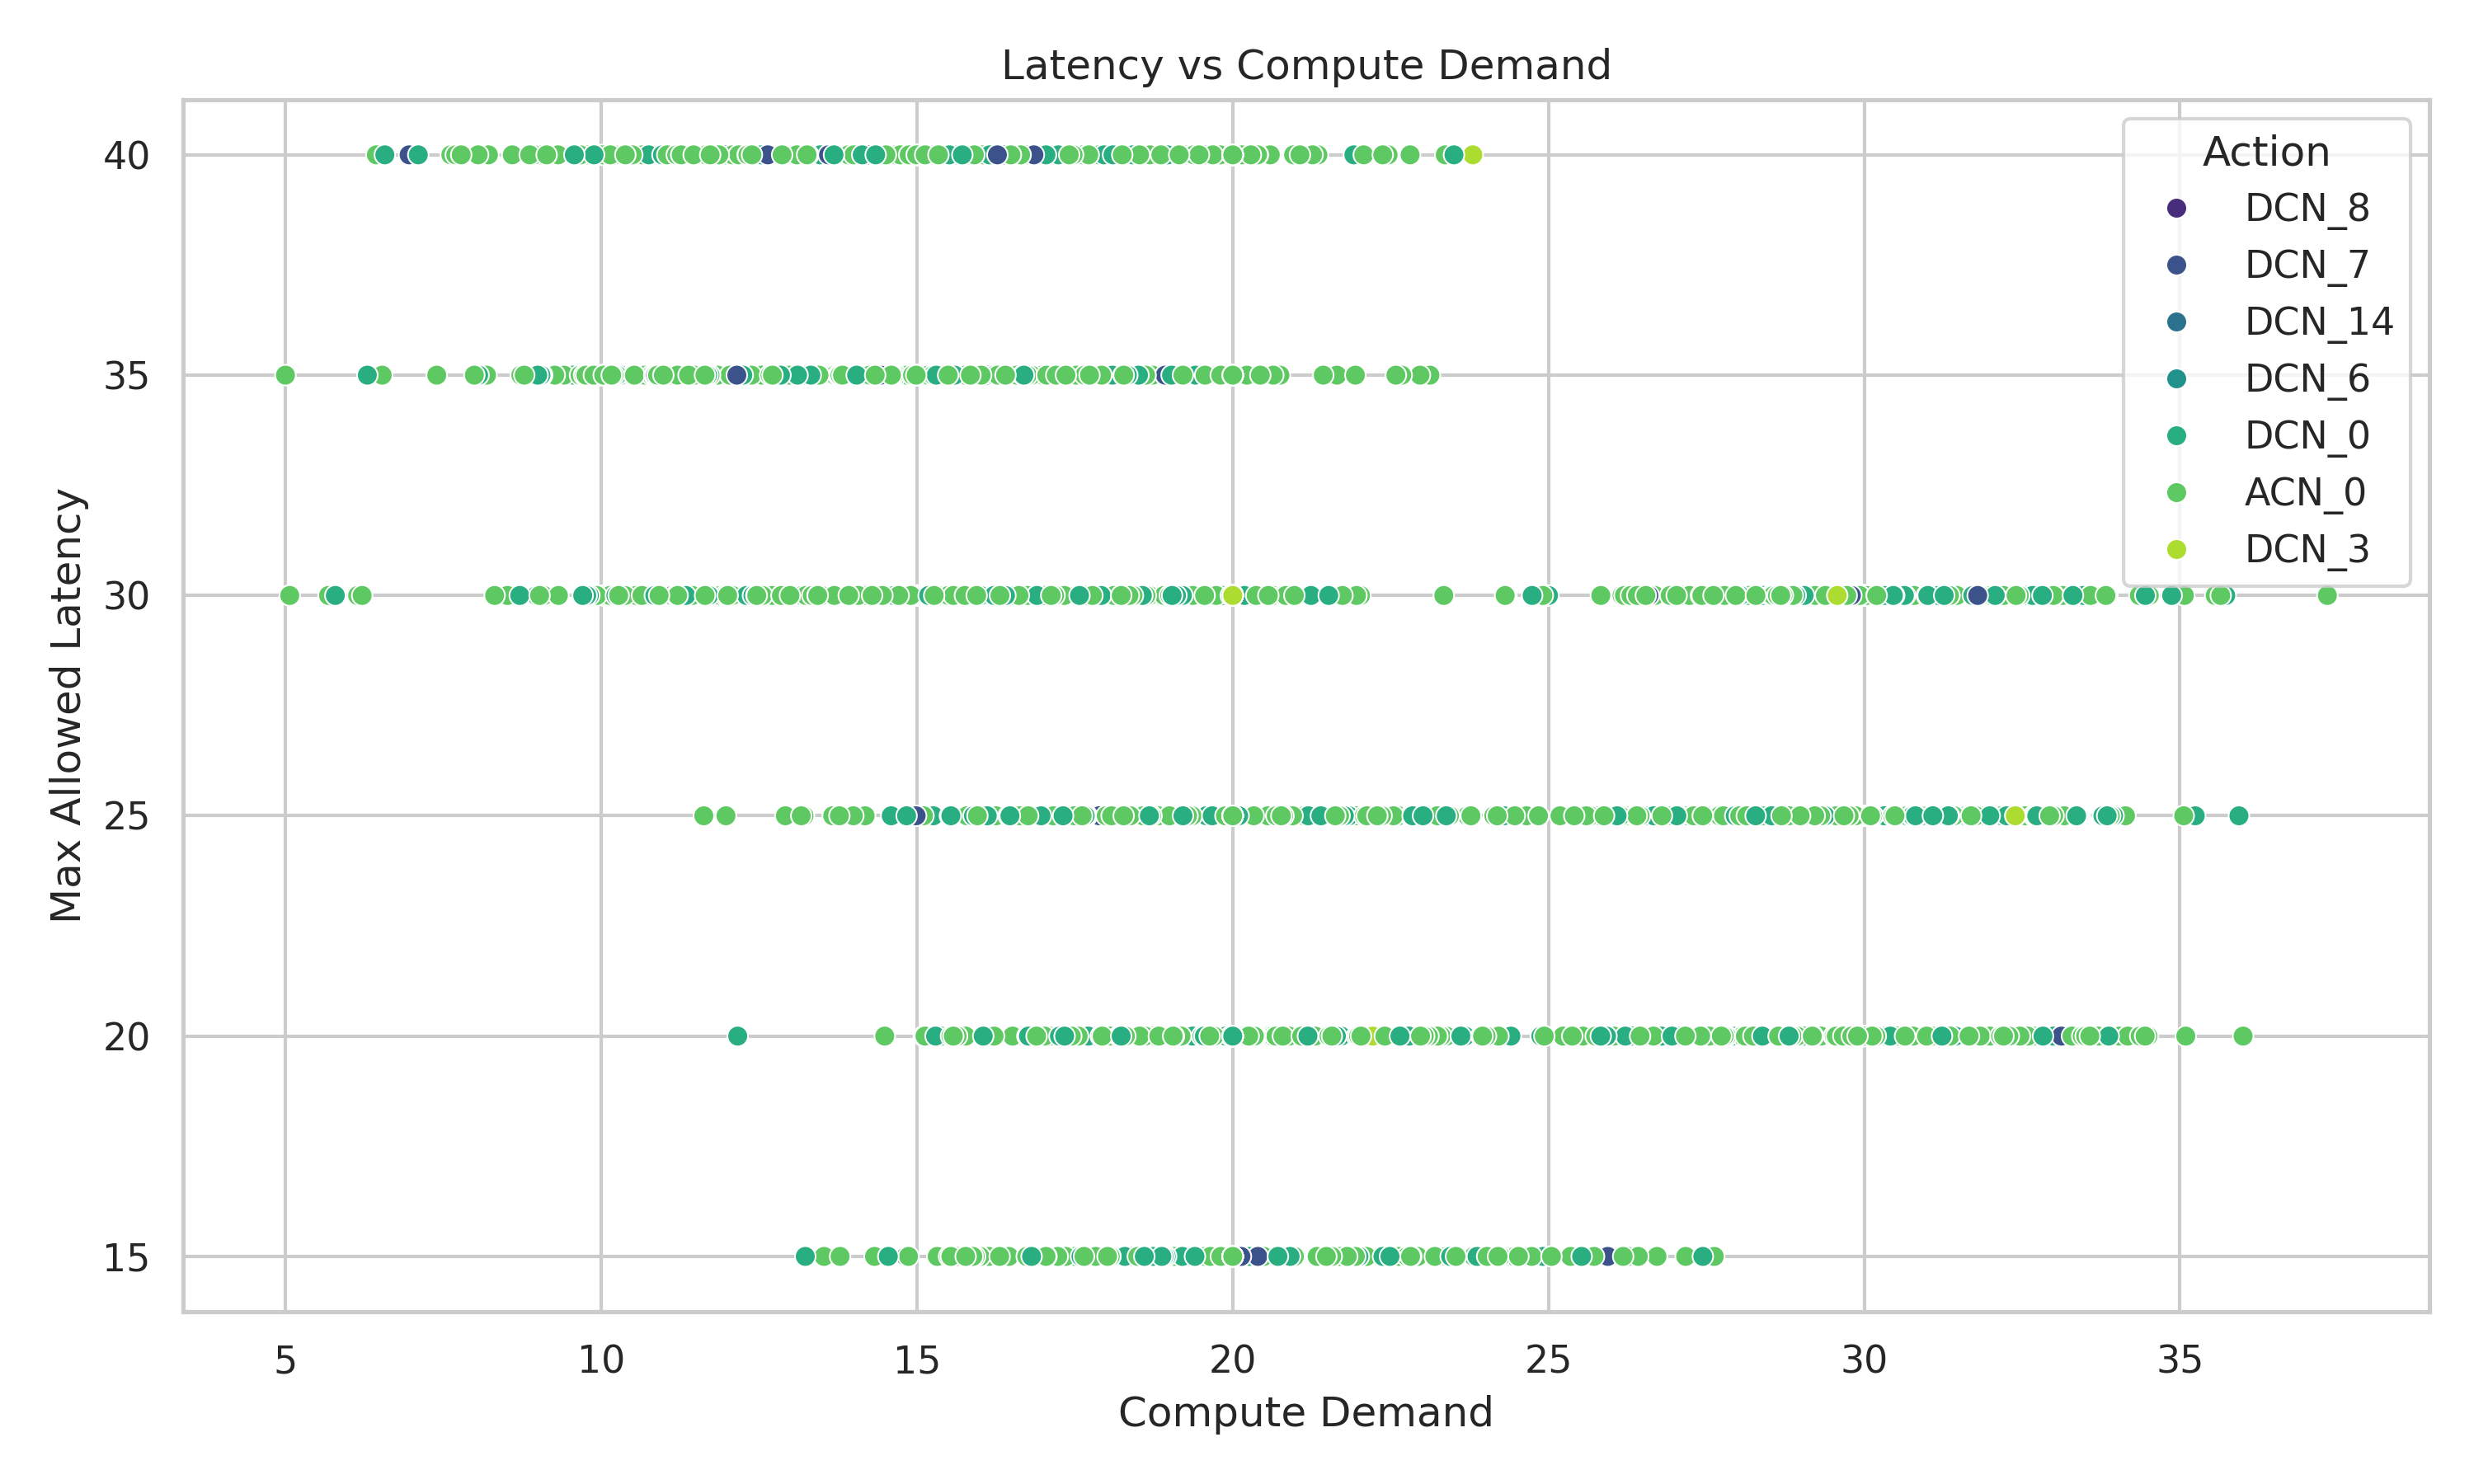 Latency vs Compute Demand
Max Allowed Latency
40
35
30
25
20
15
5
10
15
20
25
30
35
Compute Demand
Action
DCN_8
DCN_7
DCN_14
DCN_6
DCN_0
ACN_0
DCN_3